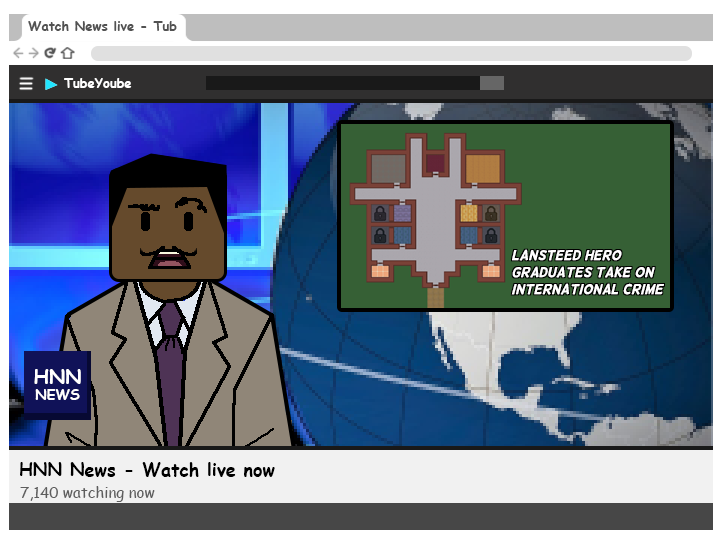 Watch News live - Tub
TubeYoube
LANSTEED HERO
GRADUATES TAKE ON
INTERNATIONAL CRIME
HNN
NEWS
HNN News - Watch live now
7,140 watching now